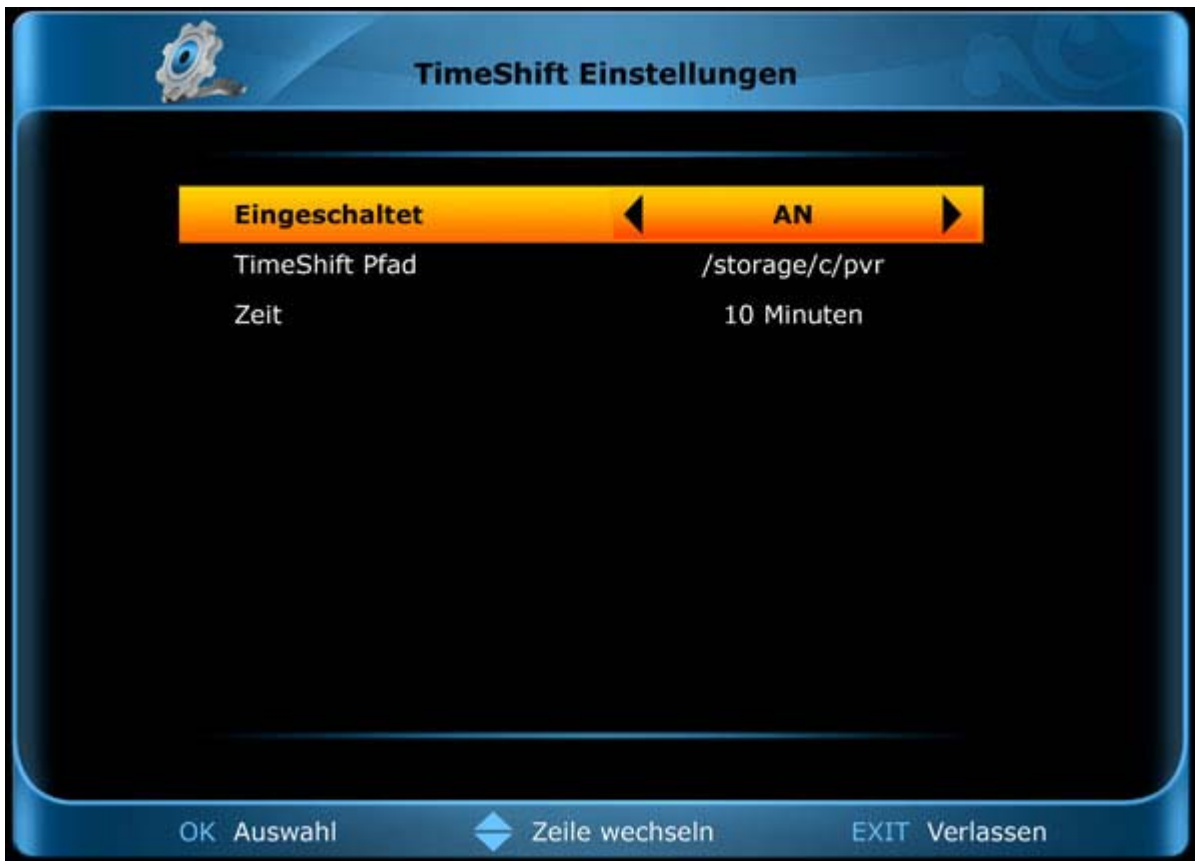 TimeShift Einstellungen
Eingeschaltet AN
TimeShift Pfad /storage/c/pvr
Zeit 10 Minuten
OK Auswahl Zeile wechseln EXIT Verlassen